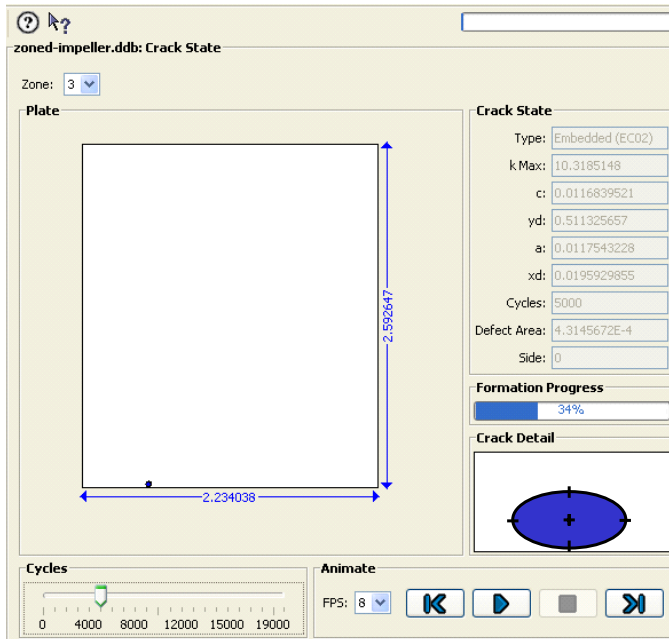 zoned-impeller.ddb: Crack State
Zone: 3
Plate
2.592647
2.234038
Crack State
Type: Embedded (EC02)
k Max: 10.3185148
c: 0.0116839521
yd: 0.511325657
a: 0.0117543228
xd: 0.0195929855
Cycles: 5000
Defect Area: 4.3145672E-4
Side: 0
Formation Progress
34%
Crack Detail
Cycles
0 4000 8000 12000 15000 19000
Animate
FPS: 8